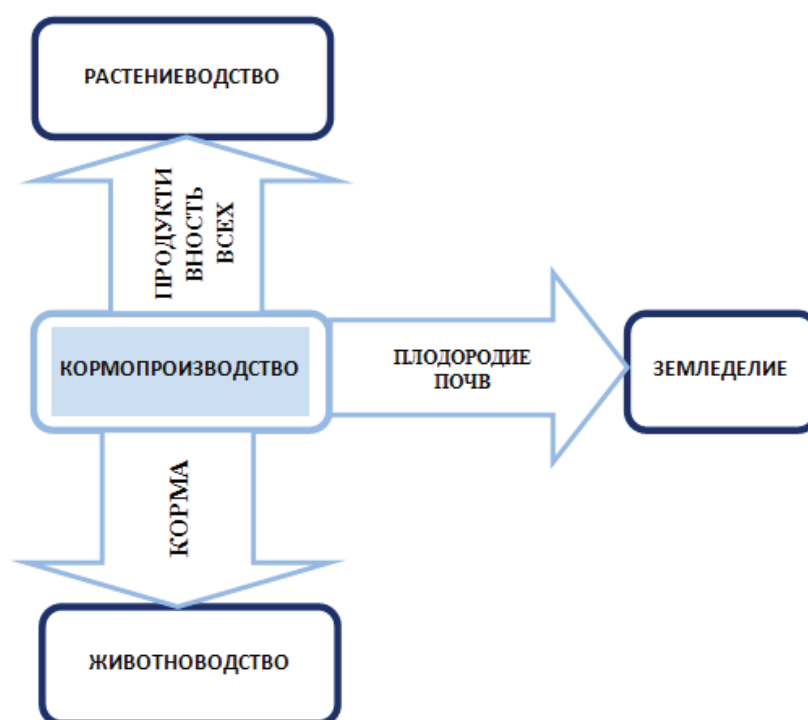 РАСТЕНИЕВОДСТВО
ПРОДУКТИ
ВНОСТЬ
ВСЕХ
КОРМОПРОИЗВОДСТВО
ПЛОДОРОДИЕ
ПОЧВ
ЗЕМЛЕДЕЛИЕ
КОРМА
ЖИВОТНОВОДСТВО